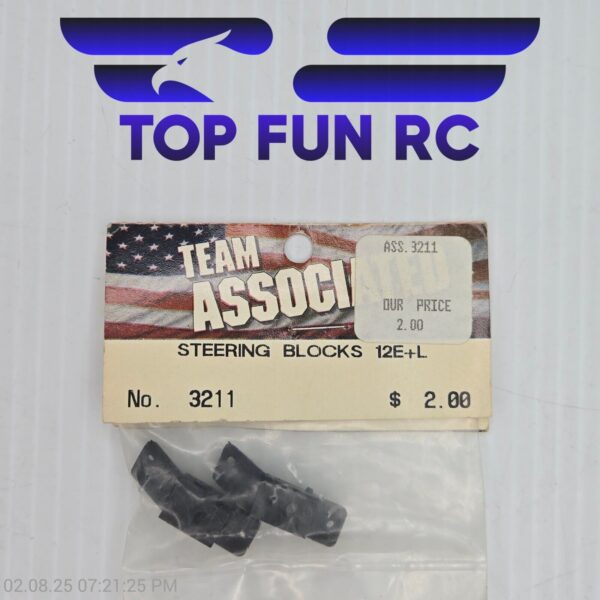 TOP FUN RC
TEAM
ASSOCIATED
ASS.3211
OUR PRICE
2.00
STEERING BLOCKS 12E+L
No. 3211 $ 2.00
02.08.25 07:21:25 PM